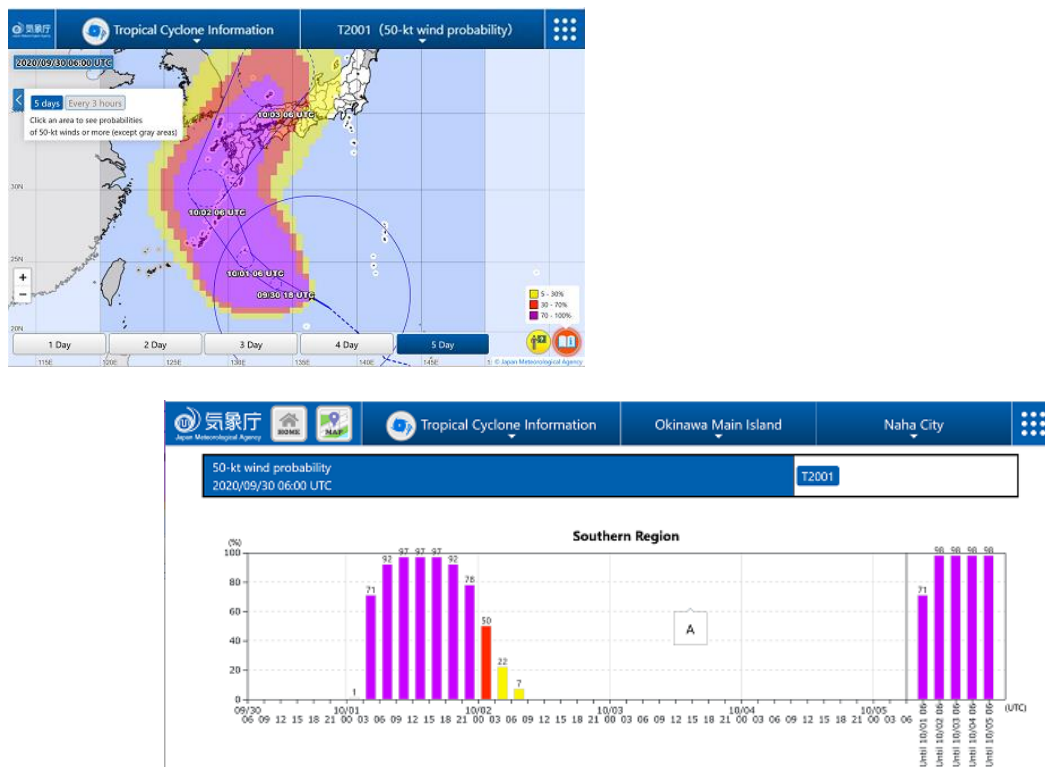 気象庁
Tropical Cyclone Information
T2001 (50-kt wind probability)
2020/09/30 06:00 UTC
5 days
Every 3 hours
Click an area to see probabilities
of 50-kt winds or more (except gray areas)
10/03 06 UTC
30N
10/02 06 UTC
25N
10/01 06 UTC
09/30 18 UTC
+
−
5 - 30%
30 - 70%
70 - 100%
20N
1 Day
2 Day
3 Day
4 Day
5 Day
115E 120E 125E 130E 135E 140E 145E
© Japan Meteorological Agency
気象庁
Japan Meteorological Agency
HOME
MAP
Tropical Cyclone Information
Okinawa Main Island
Naha City
50-kt wind probability
2020/09/30 06:00 UTC
T2001
Southern Region
(%)
100
80
60
40
20
0
1 71 92 97 97 97 92 78 50 22 7
A
71 98 98 98 98
09/30 10/01 10/02 10/03 10/04 10/05
06 09 12 15 18 21 00 03 06 09 12 15 18 21 00 03 06 09 12 15 18 21 00 03 06 09 12 15 18 21 00 03 06 09 12 15 18 21 00 03 06
(UTC)
Until 10/01 06
Until 10/02 06
Until 10/03 06
Until 10/04 06
Until 10/05 06